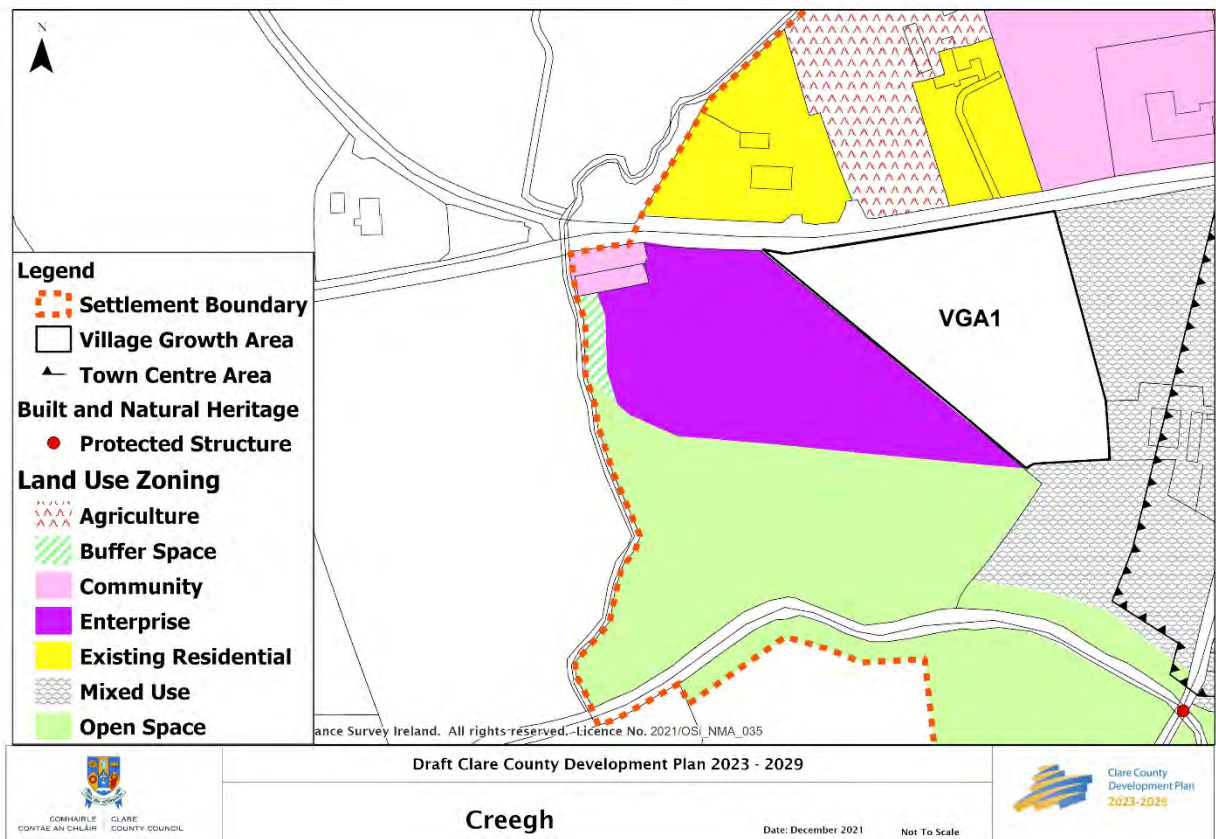 N
VGA1
Legend
Settlement Boundary
Village Growth Area
Town Centre Area
Built and Natural Heritage
Protected Structure
Land Use Zoning
Agriculture
Buffer Space
Community
Enterprise
Existing Residential
Mixed Use
Open Space
ance Survey Ireland. All rights reserved. Licence No. 2021/OSi_NMA_035
Draft Clare County Development Plan 2023 - 2029
COMHAIRLE CONTAE AN CHLÁIR
CLARE COUNTY COUNCIL
Creegh
Date: December 2021
Not To Scale
Clare County
Development Plan
2023-2029